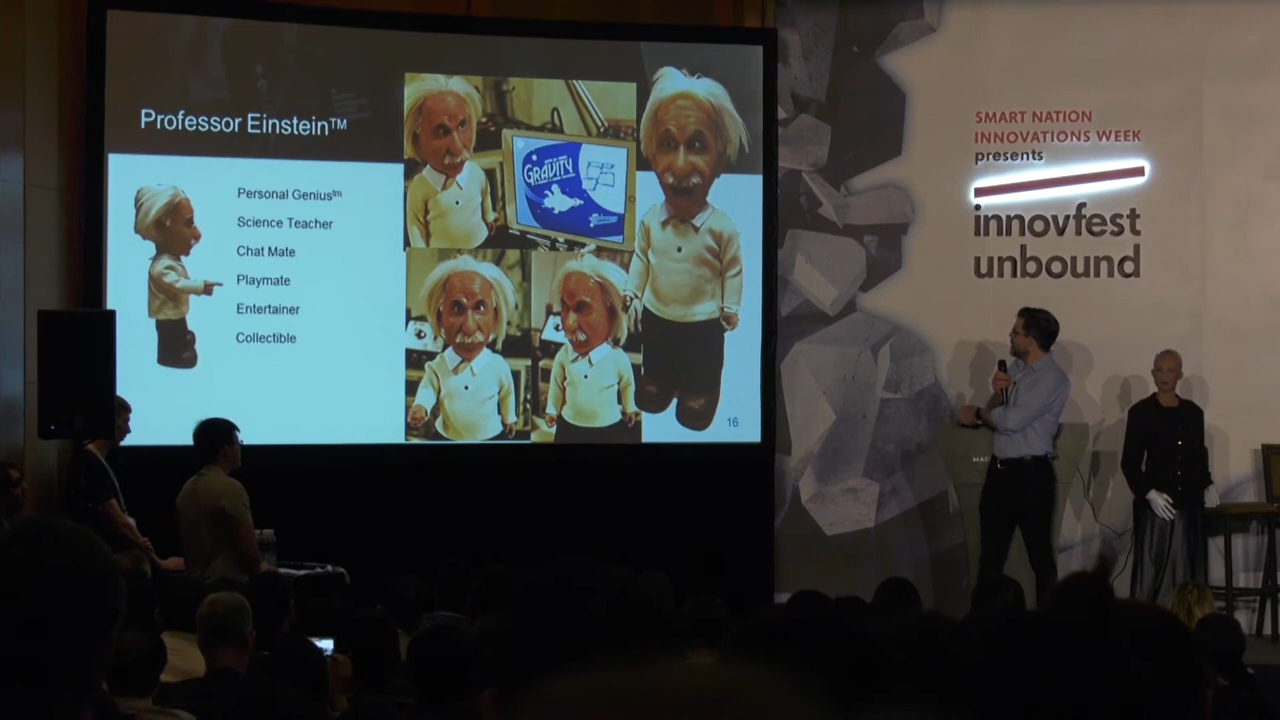 Professor Einstein™
Personal Genius™
Science Teacher
Chat Mate
Playmate
Entertainer
Collectible
GRAVITY
16
SMART NATION
INNOVATIONS WEEK
presents
innovfest
unbound